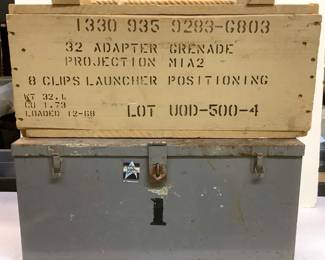 1330 935 9283-G803
32 ADAPTER GRENADE
PROJECTION M1A2
8 CLIPS LAUNCHER POSITIONING
WT 32.1
CU 1.73
LOADED 12-68
LOT UOD-500-4
1